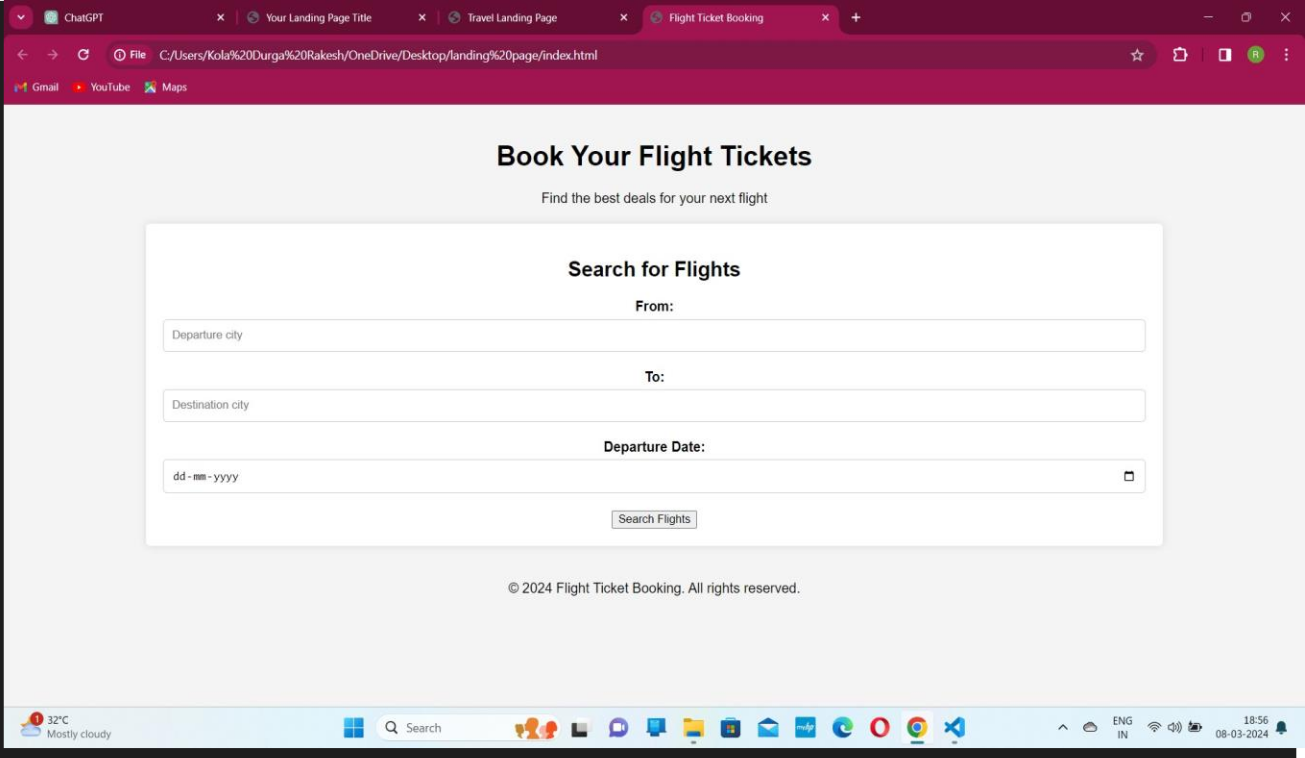 ChatGPT Your Landing Page Title Travel Landing Page Flight Ticket Booking
File C:/Users/Kola%20Durga%20Rakesh/OneDrive/Desktop/landing%20page/index.html R
Gmail YouTube Maps
Book Your Flight Tickets
Find the best deals for your next flight
Search for Flights
From:
Departure city
To:
Destination city
Departure Date:
dd-mm-yyyy
Search Flights
© 2024 Flight Ticket Booking. All rights reserved.
1 32°C
Mostly cloudy
Search
ENG
IN
18:56
08-03-2024